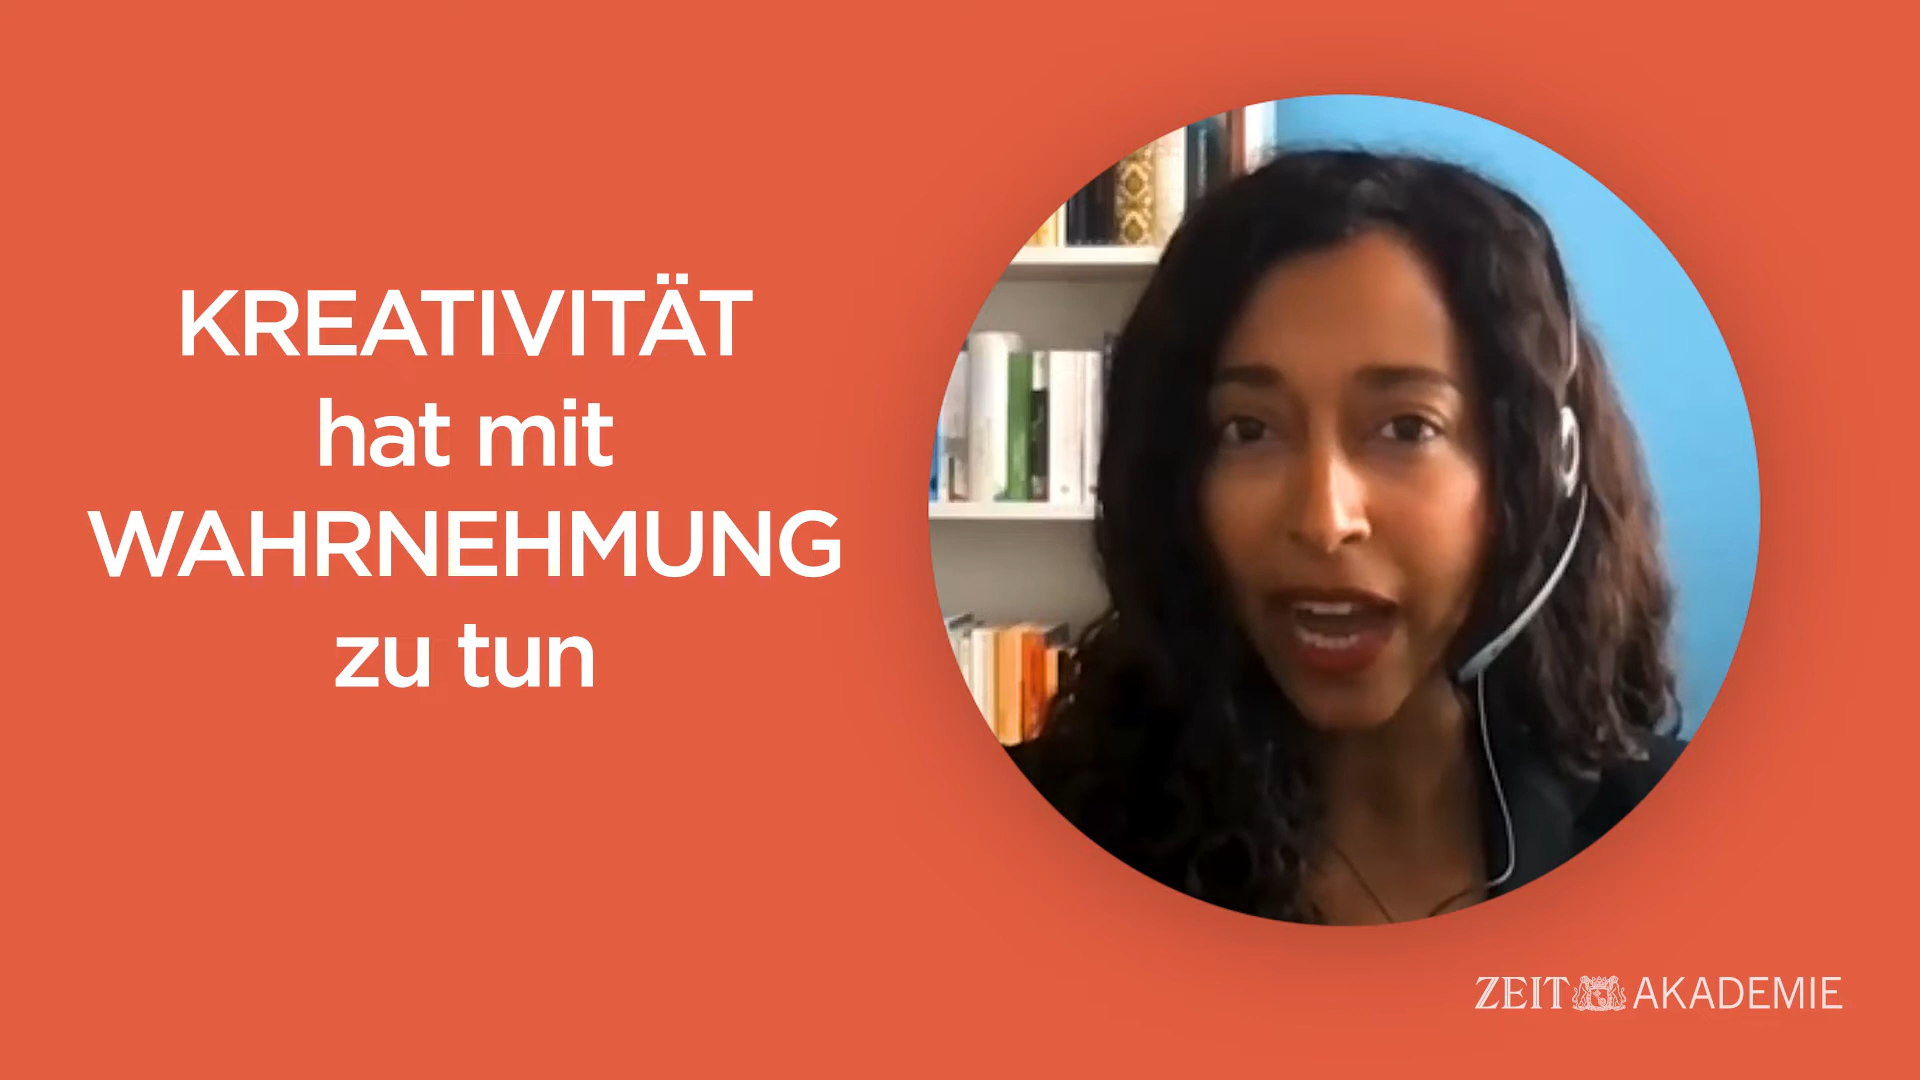 KREATIVITÄT
hat mit
WAHRNEHMUNG
zu tun
ZEIT AKADEMIE